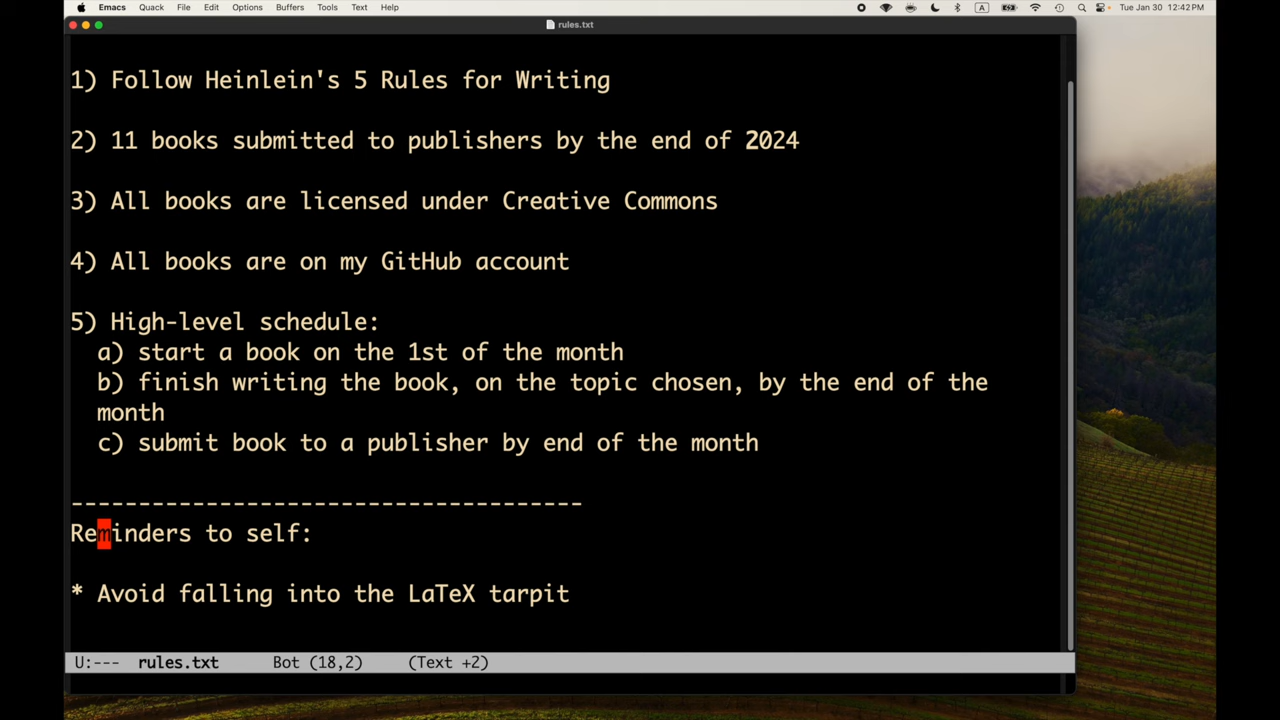 Emacs Quack File Edit Options Buffers Tools Text Help A Tue Jan 30 12:42 PM
rules.txt
1) Follow Heinlein's 5 Rules for Writing
2) 11 books submitted to publishers by the end of 2024
3) All books are licensed under Creative Commons
4) All books are on my GitHub account
5) High-level schedule:
a) start a book on the 1st of the month
b) finish writing the book, on the topic chosen, by the end of the
month
c) submit book to a publisher by end of the month
--------------------------------------
Reminders to self:
* Avoid falling into the LaTeX tarpit
U:--- rules.txt Bot (18,2) (Text +2)